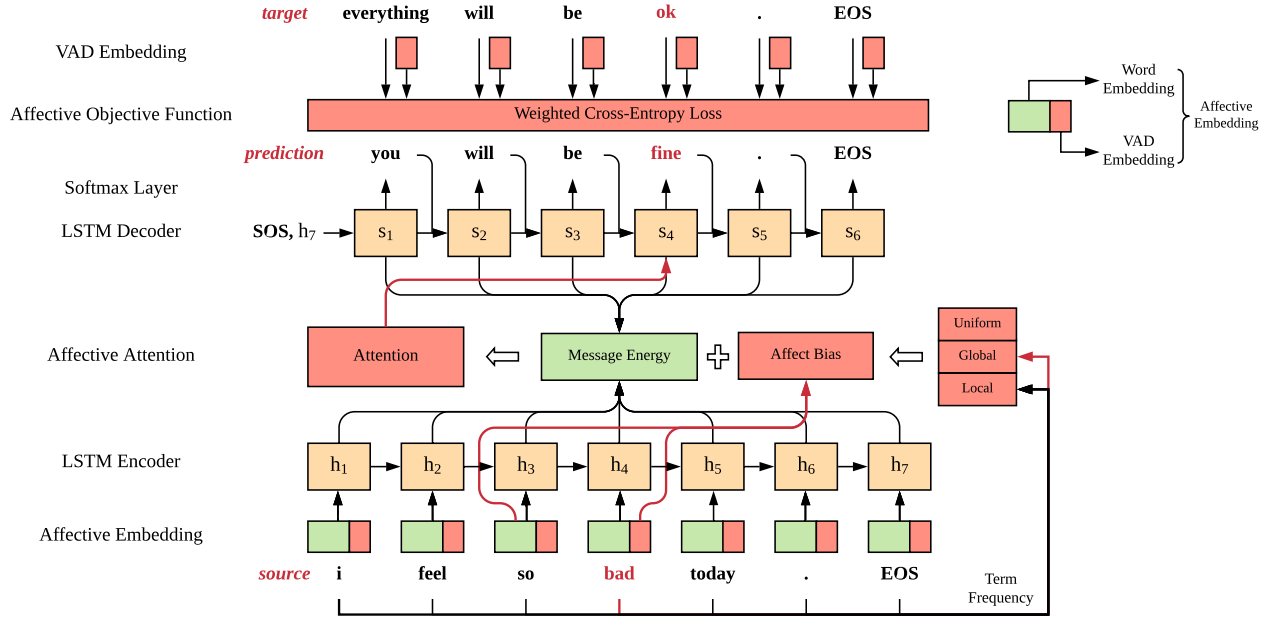 target everything will be ok . EOS
VAD Embedding
Word Embedding
Affective Objective Function
Weighted Cross-Entropy Loss
VAD Embedding
Affective Embedding
prediction you will be fine . EOS
Softmax Layer
LSTM Decoder
SOS, h7
s1 s2 s3 s4 s5 s6
Affective Attention
Attention
Message Energy
Affect Bias
Uniform
Global
Local
LSTM Encoder
h1 h2 h3 h4 h5 h6 h7
Affective Embedding
source i feel so bad today . EOS
Term
Frequency